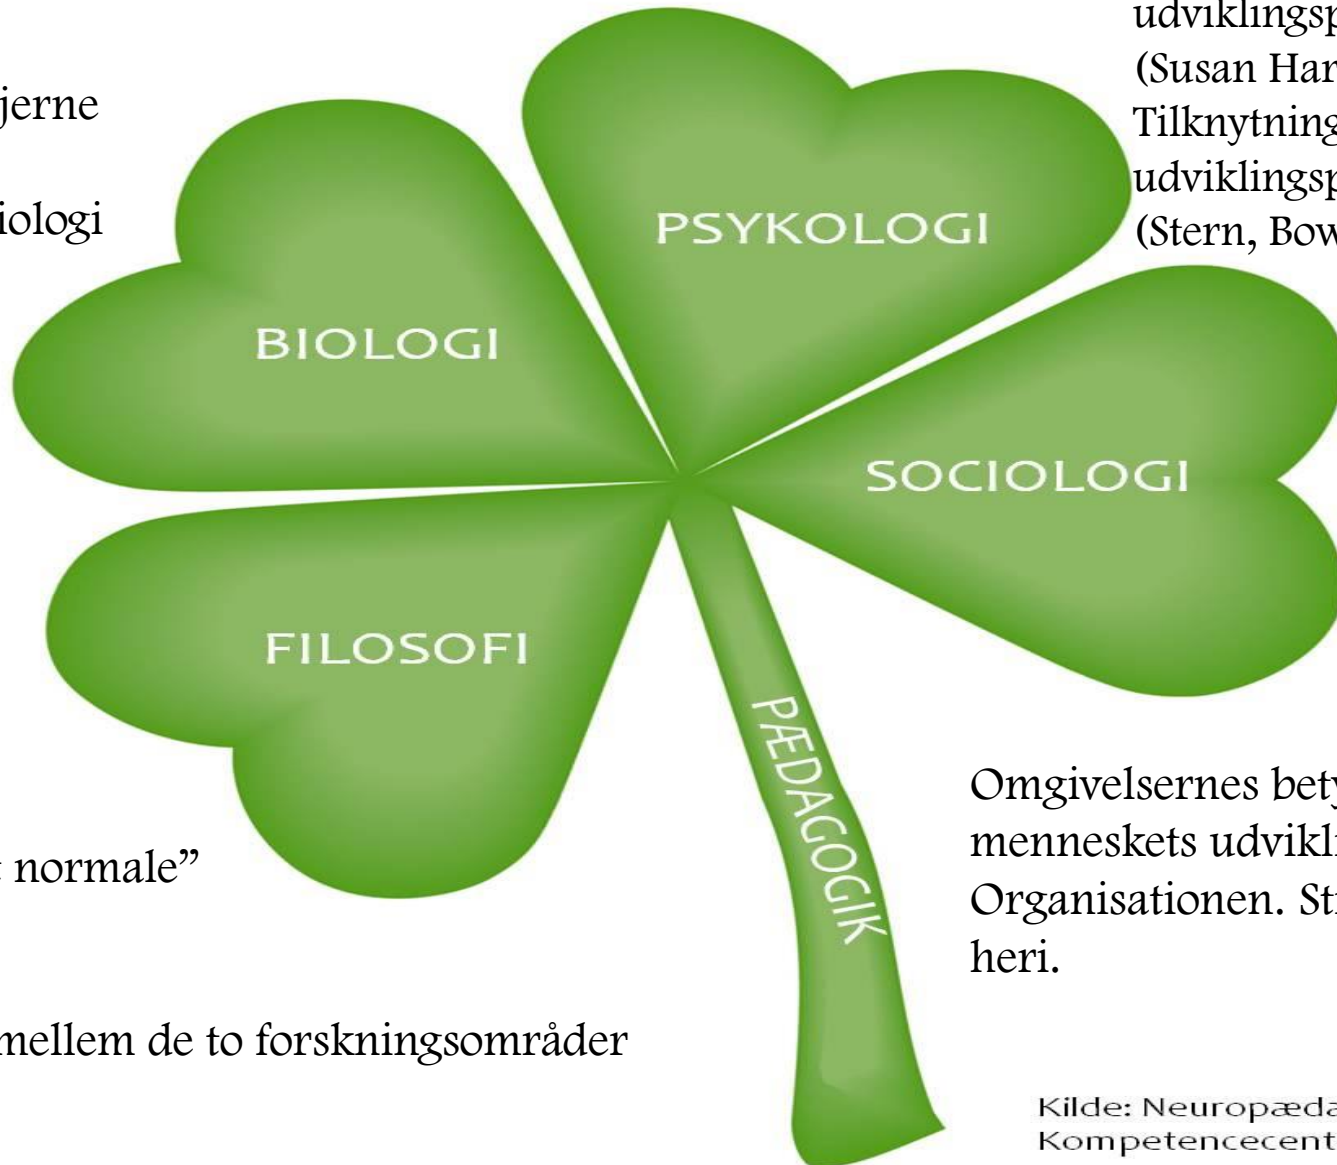 udviklingsp
(Susan Har
Tilknytning
udviklingsp
(Stern, Bow
jerne
iologi
PSYKOLOGI
BIOLOGI
SOCIOLOGI
FILOSOFI
PÆDAGOGIK
normale”
Omgivelsernes bety
menneskets udvikli
Organisationen. Str
heri.
mellem de to forskningsområder
Kilde: Neuropæda
Kompetencecent